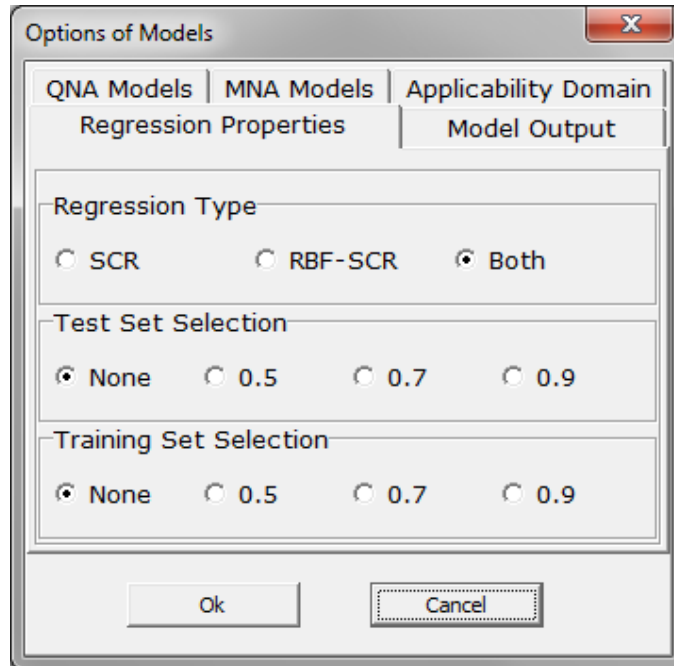 Options of Models
QNA Models MNA Models Applicability Domain
Regression Properties Model Output
Regression Type
SCR RBF-SCR Both
Test Set Selection
None 0.5 0.7 0.9
Training Set Selection
None 0.5 0.7 0.9
Ok Cancel